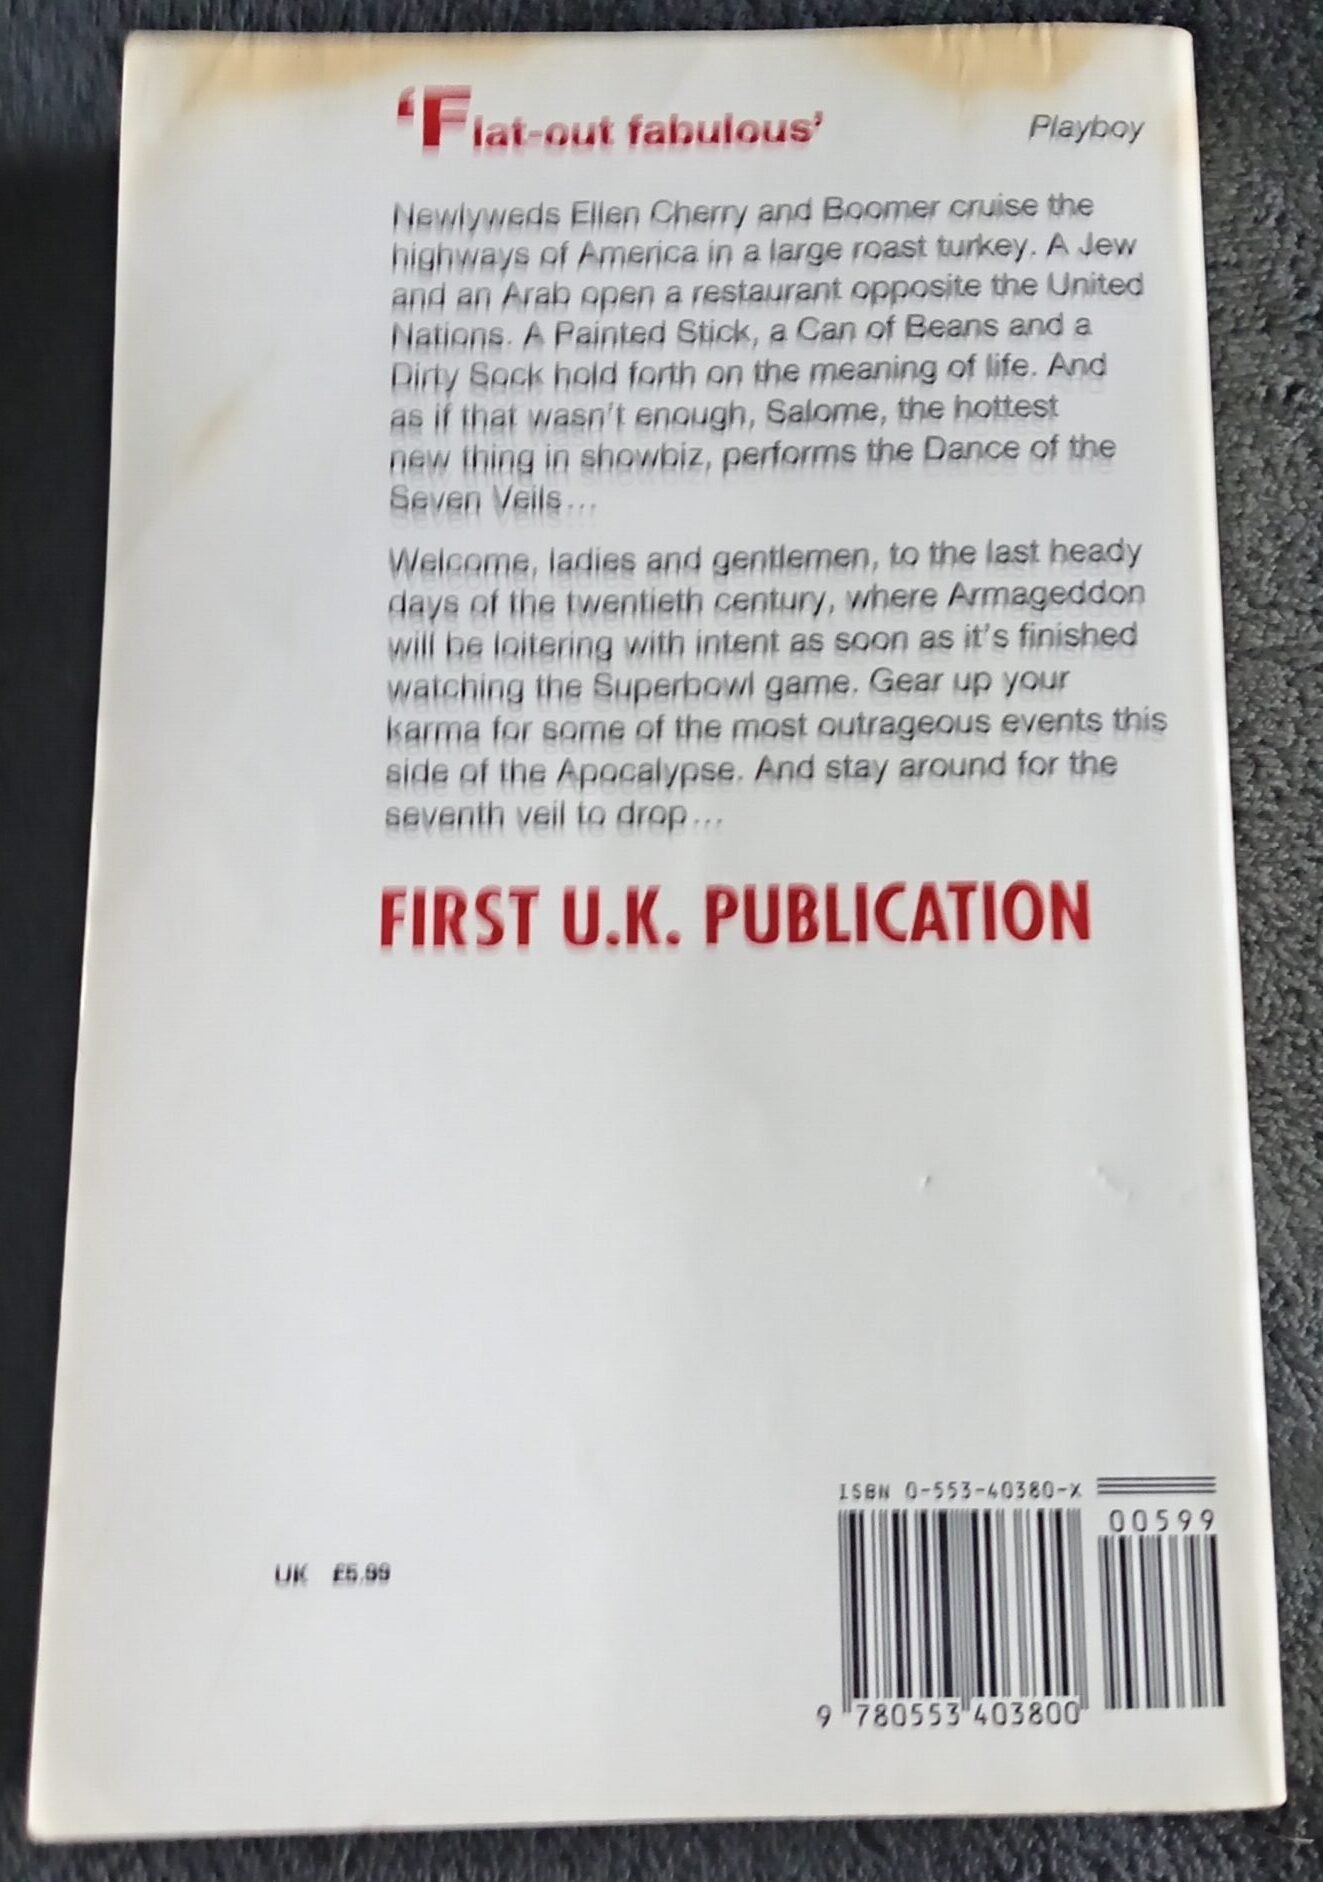 ‘Flat-out fabulous’ Playboy
Newlyweds Ellen Cherry and Boomer cruise the
highways of America in a large roast turkey. A Jew
and an Arab open a restaurant opposite the United
Nations. A Painted Stick, a Can of Beans and a
Dirty Sock hold forth on the meaning of life. And
as if that wasn't enough, Salome, the hottest
new thing in showbiz, performs the Dance of the
Seven Veils...
Welcome, ladies and gentlemen, to the last heady
days of the twentieth century, where Armageddon
will be loitering with intent as soon as it's finished
watching the Superbowl game. Gear up your
karma for some of the most outrageous events this
side of the Apocalypse. And stay around for the
seventh veil to drop...
FIRST U.K. PUBLICATION
ISBN 0-553-40380-X
00599
UK £5.99
9 780553 403800